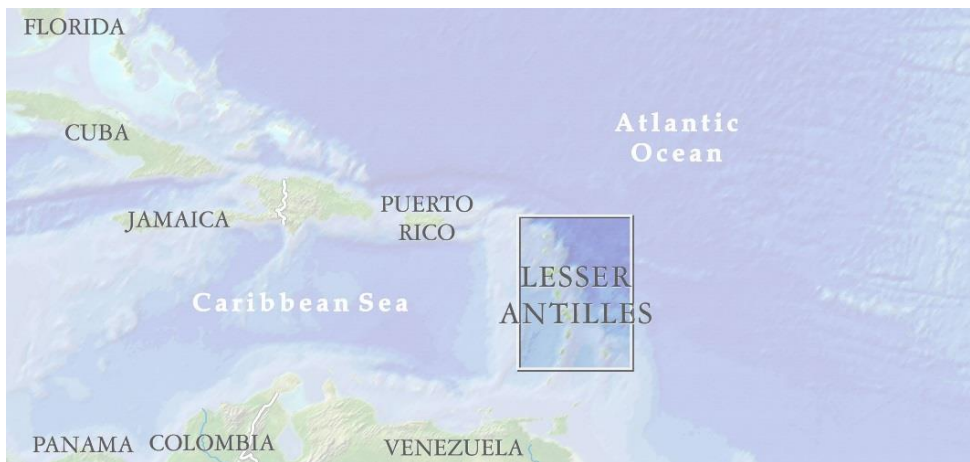 FLORIDA
CUBA
Atlantic
Ocean
JAMAICA
PUERTO
RICO
LESSER
ANTILLES
Caribbean Sea
PANAMA
COLOMBIA
VENEZUELA